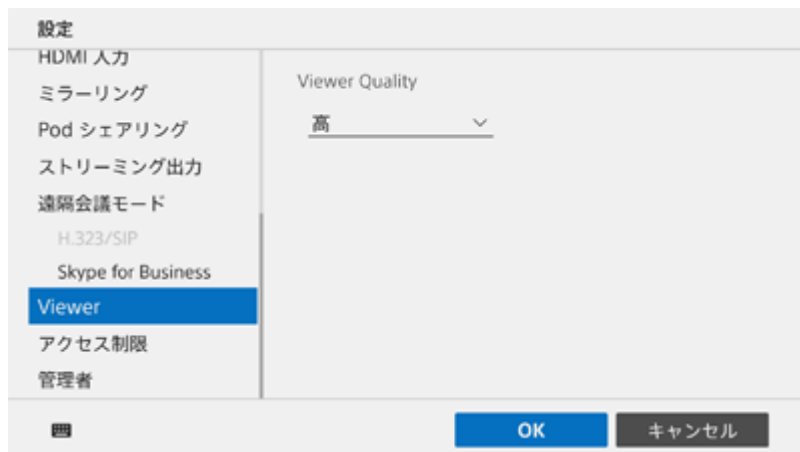 設定
HDMI 入力
ミラーリング
Pod シェアリング
ストリーミング出力
遠隔会議モード
H.323/SIP
Skype for Business
Viewer
アクセス制限
管理者
Viewer Quality
高
OK
キャンセル